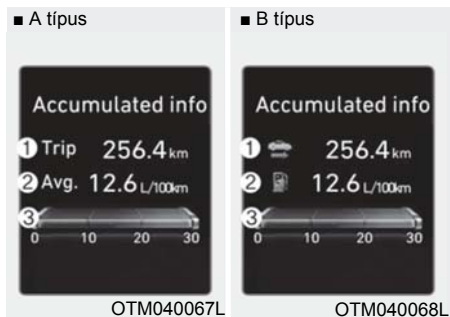 ■ A típus
Accumulated info
1 Trip 256.4 km
2 Avg. 12.6 L/100km
3
0 10 20 30
OTM040067L
■ B típus
Accumulated info
1 256.4 km
2 12.6 L/100km
3
0 10 20 30
OTM040068L